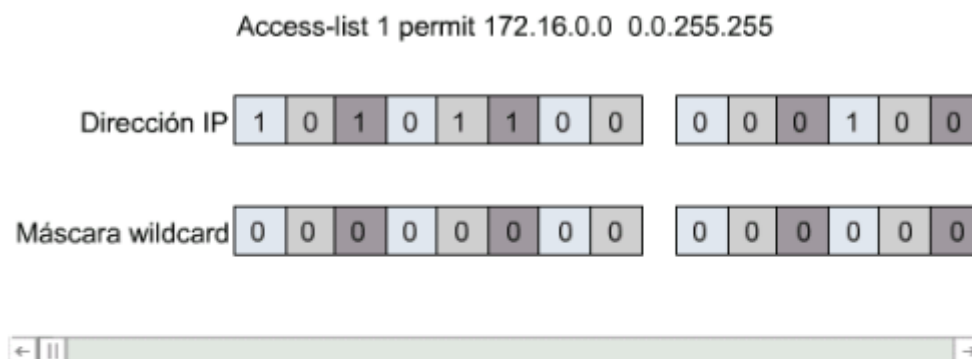 Access-list 1 permit 172.16.0.0 0.0.255.255
Dirección IP 1 0 1 0 1 1 0 0 0 0 0 1 0 0
Máscara wildcard 0 0 0 0 0 0 0 0 0 0 0 0 0 0